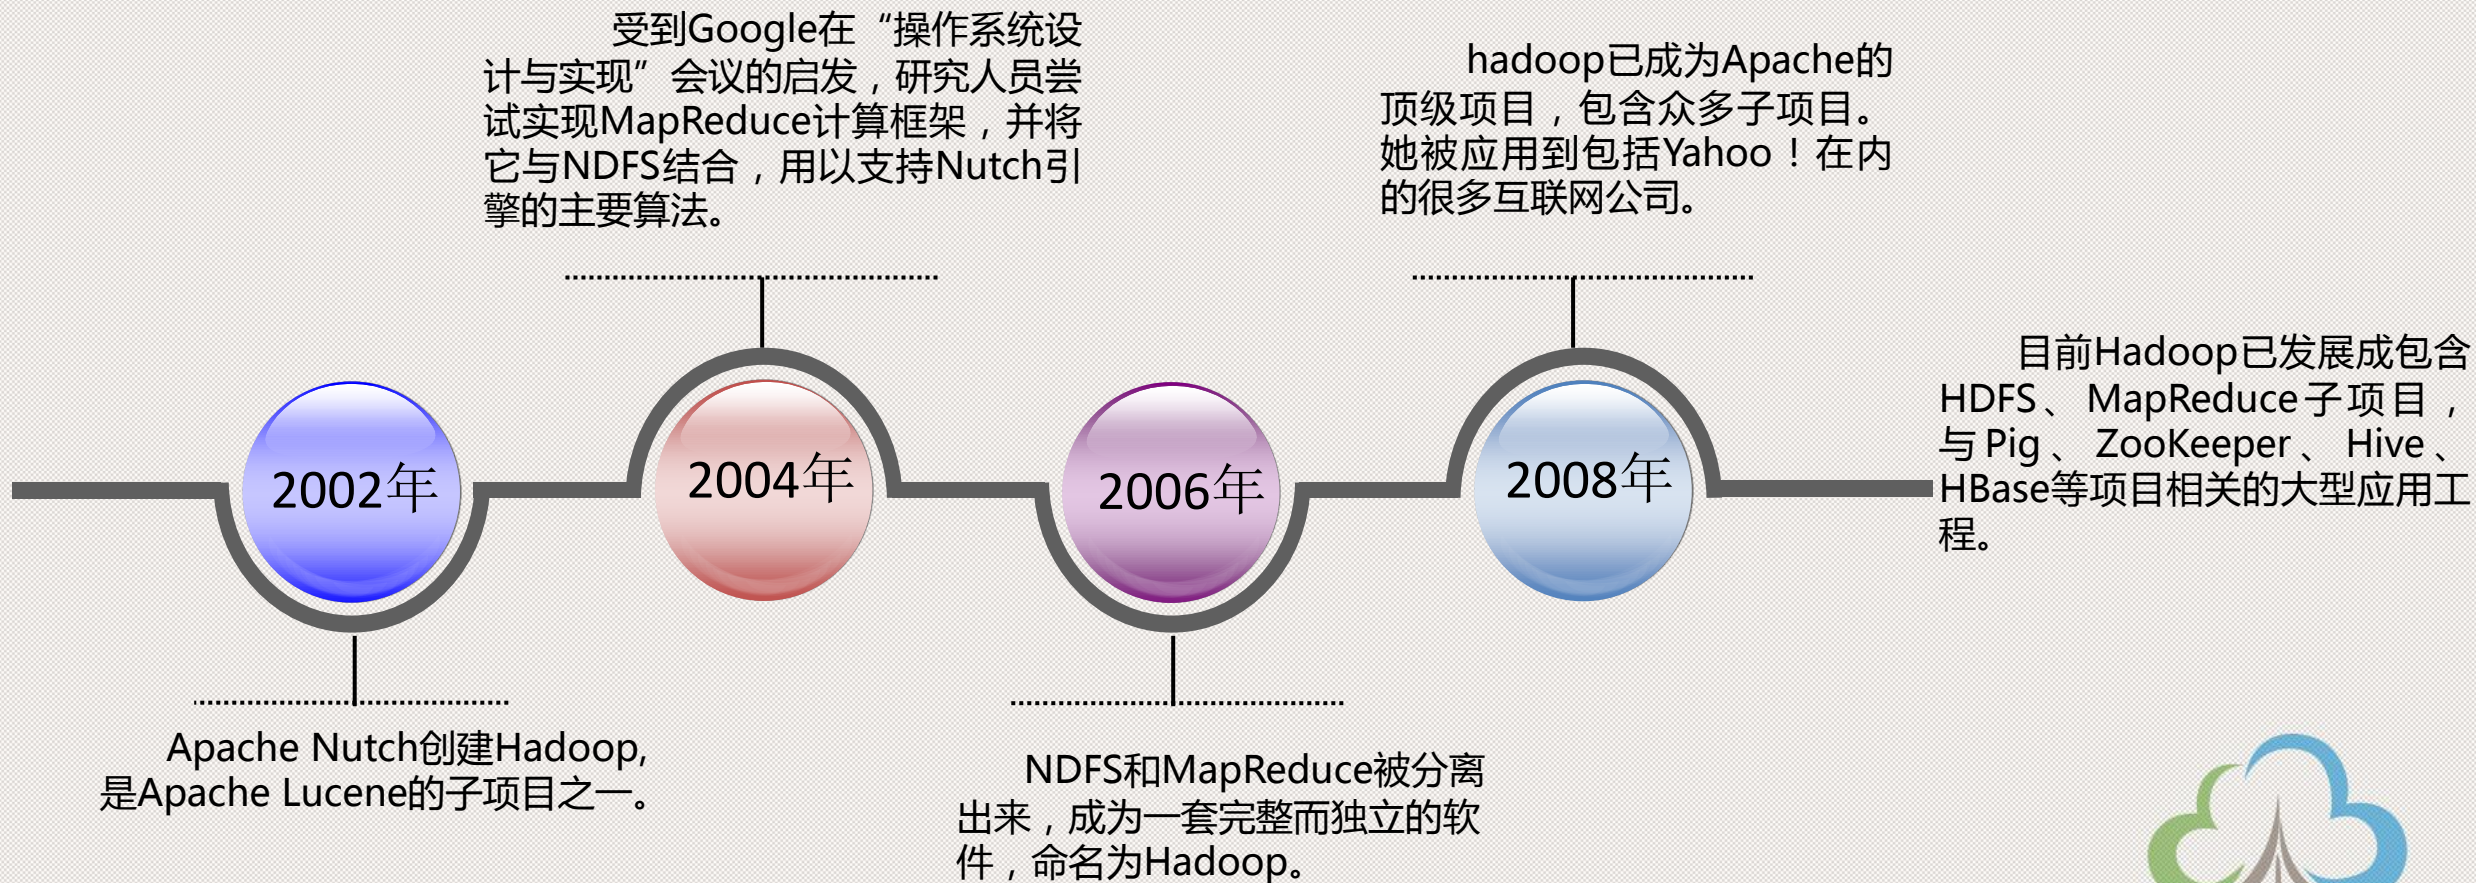 受到Google在“操作系统设
计与实现”会议的启发，研究人员尝
试实现MapReduce计算框架，并将
它与NDFS结合，用以支持Nutch引
擎的主要算法。
hadoop已成为Apache的
顶级项目，包含众多子项目。
她被应用到包括Yahoo！在内
的很多互联网公司。
2002年
2004年
2006年
2008年
目前Hadoop已发展成包含
HDFS、MapReduce子项目，
与Pig、ZooKeeper、Hive、
HBase等项目相关的大型应用工
程。
Apache Nutch创建Hadoop,
是Apache Lucene的子项目之一。
NDFS和MapReduce被分离
出来，成为一套完整而独立的软
件，命名为Hadoop。